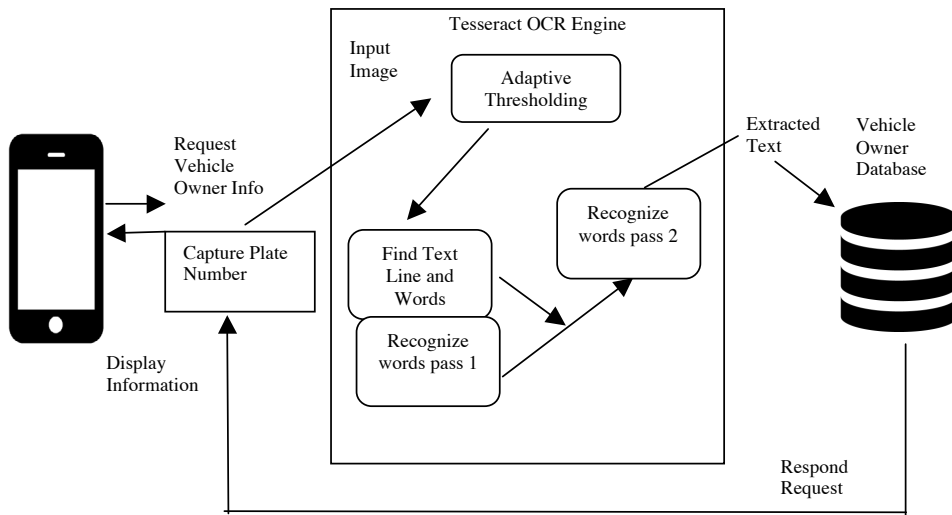 Tesseract OCR Engine
Input
Image
Adaptive
Thresholding
Request
Vehicle
Owner Info
Extracted
Text
Vehicle
Owner
Database
Capture Plate
Number
Find Text
Line and
Words
Recognize
words pass 2
Recognize
words pass 1
Display
Information
Respond
Request